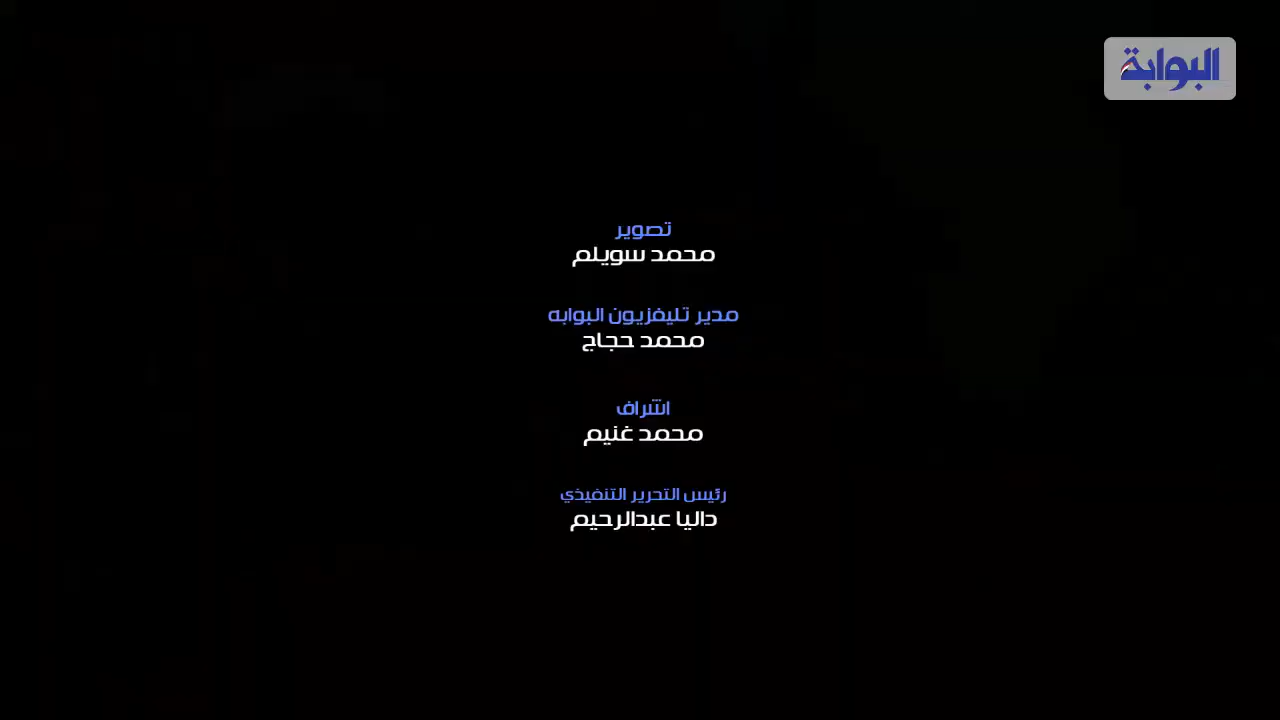 البوابة
تصوير
محمد سويلم
مدير تليفزيون البوابه
محمد حجاج
اشراف
محمد غنيم
رئيس التحرير التنفيذي
داليا عبدالرحيم